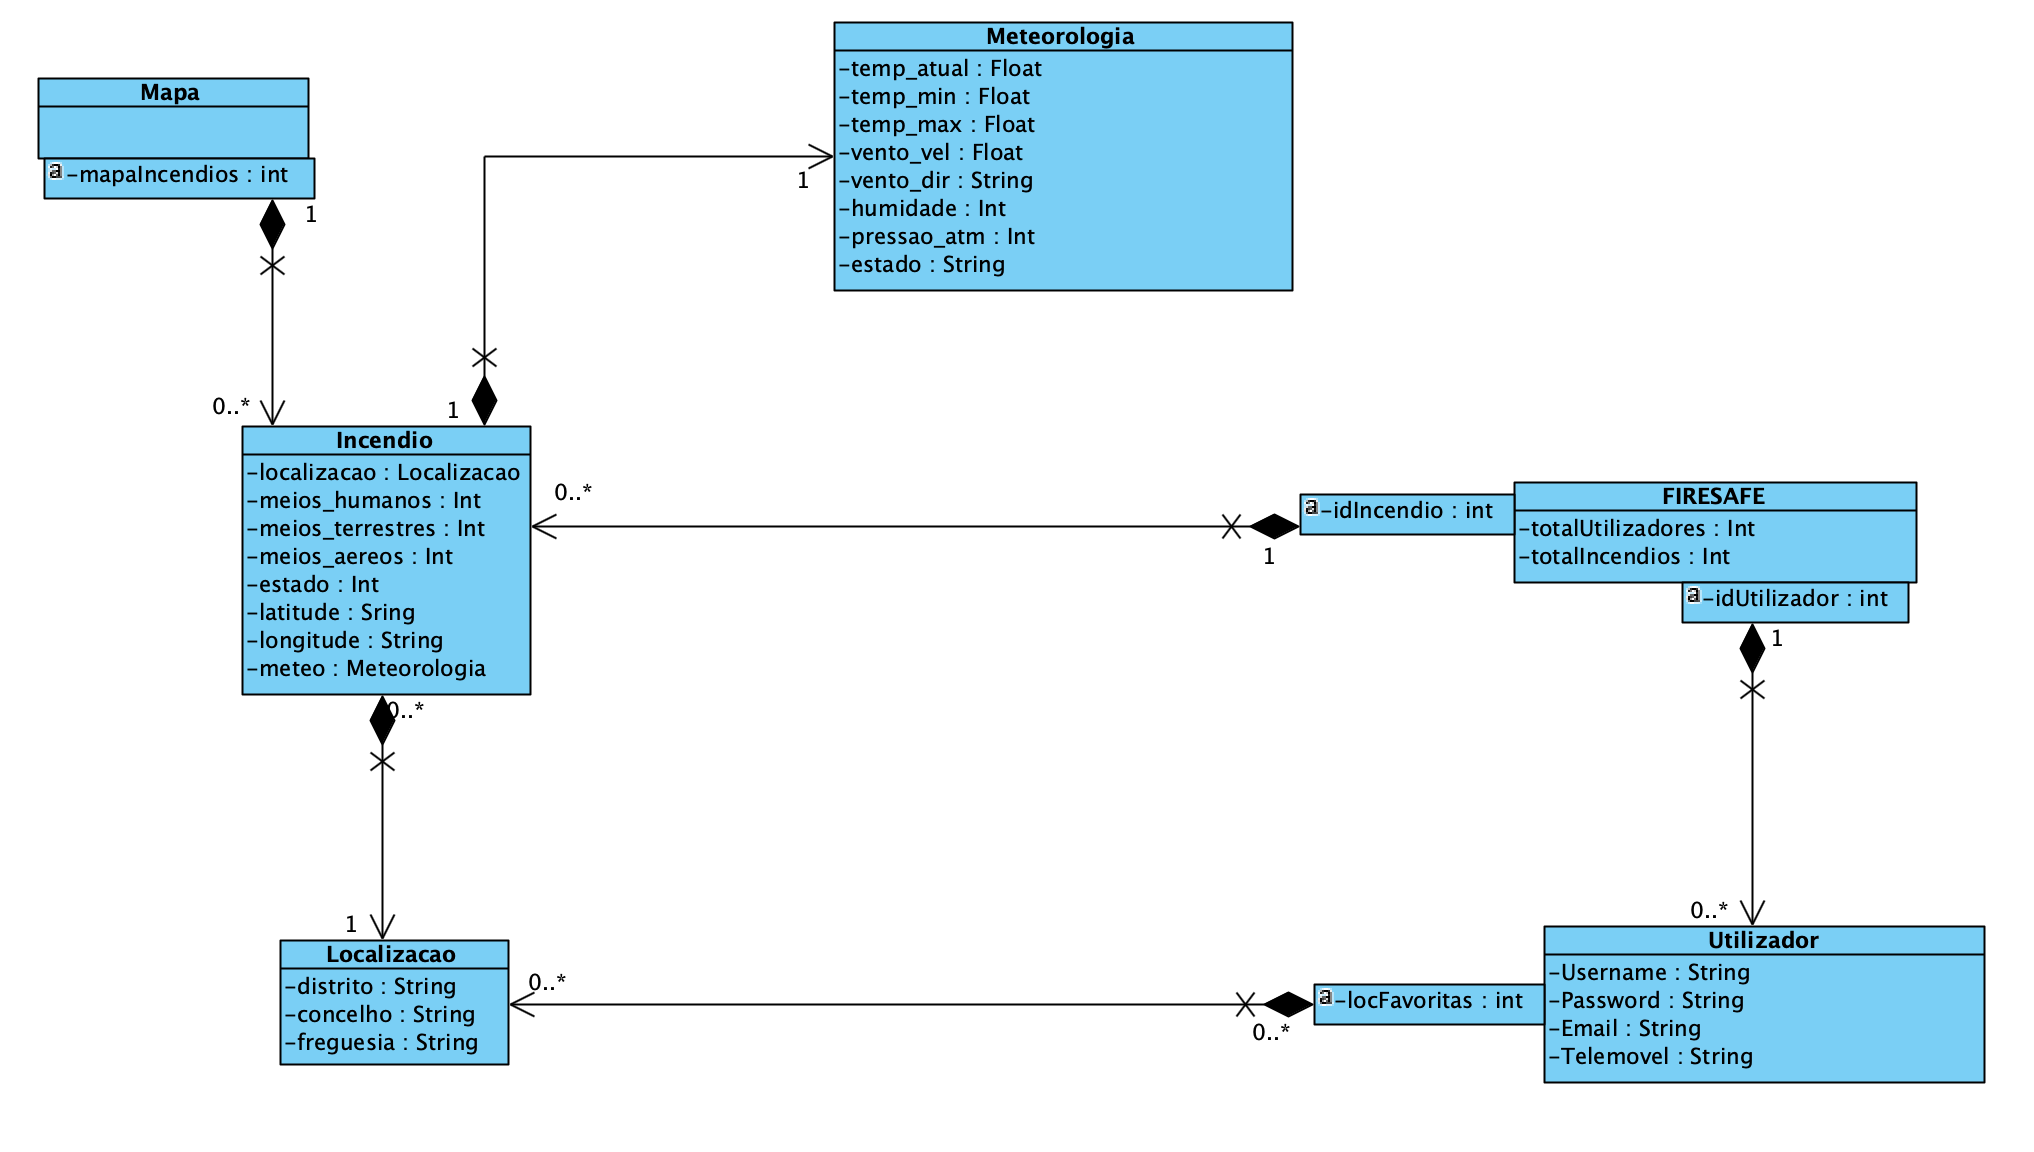 Mapa
-mapaIncendios : int
1
0..*
Meteorologia
-temp_atual : Float
-temp_min : Float
-temp_max : Float
-vento_vel : Float
-vento_dir : String
-humidade : Int
-pressao_atm : Int
-estado : String
1
1
Incendio
-localizacao : Localizacao
-meios_humanos : Int
-meios_terrestres : Int
-meios_aereos : Int
-estado : Int
-latitude : Sring
-longitude : String
-meteo : Meteorologia
0..*
1
0..*
1
-idIncendio : int
FIRESAFE
-totalUtilizadores : Int
-totalIncendios : Int
-idUtilizador : int
1
0..*
Localizacao
-distrito : String
-concelho : String
-freguesia : String
0..*
0..*
-locFavoritas : int
Utilizador
-Username : String
-Password : String
-Email : String
-Telemovel : String